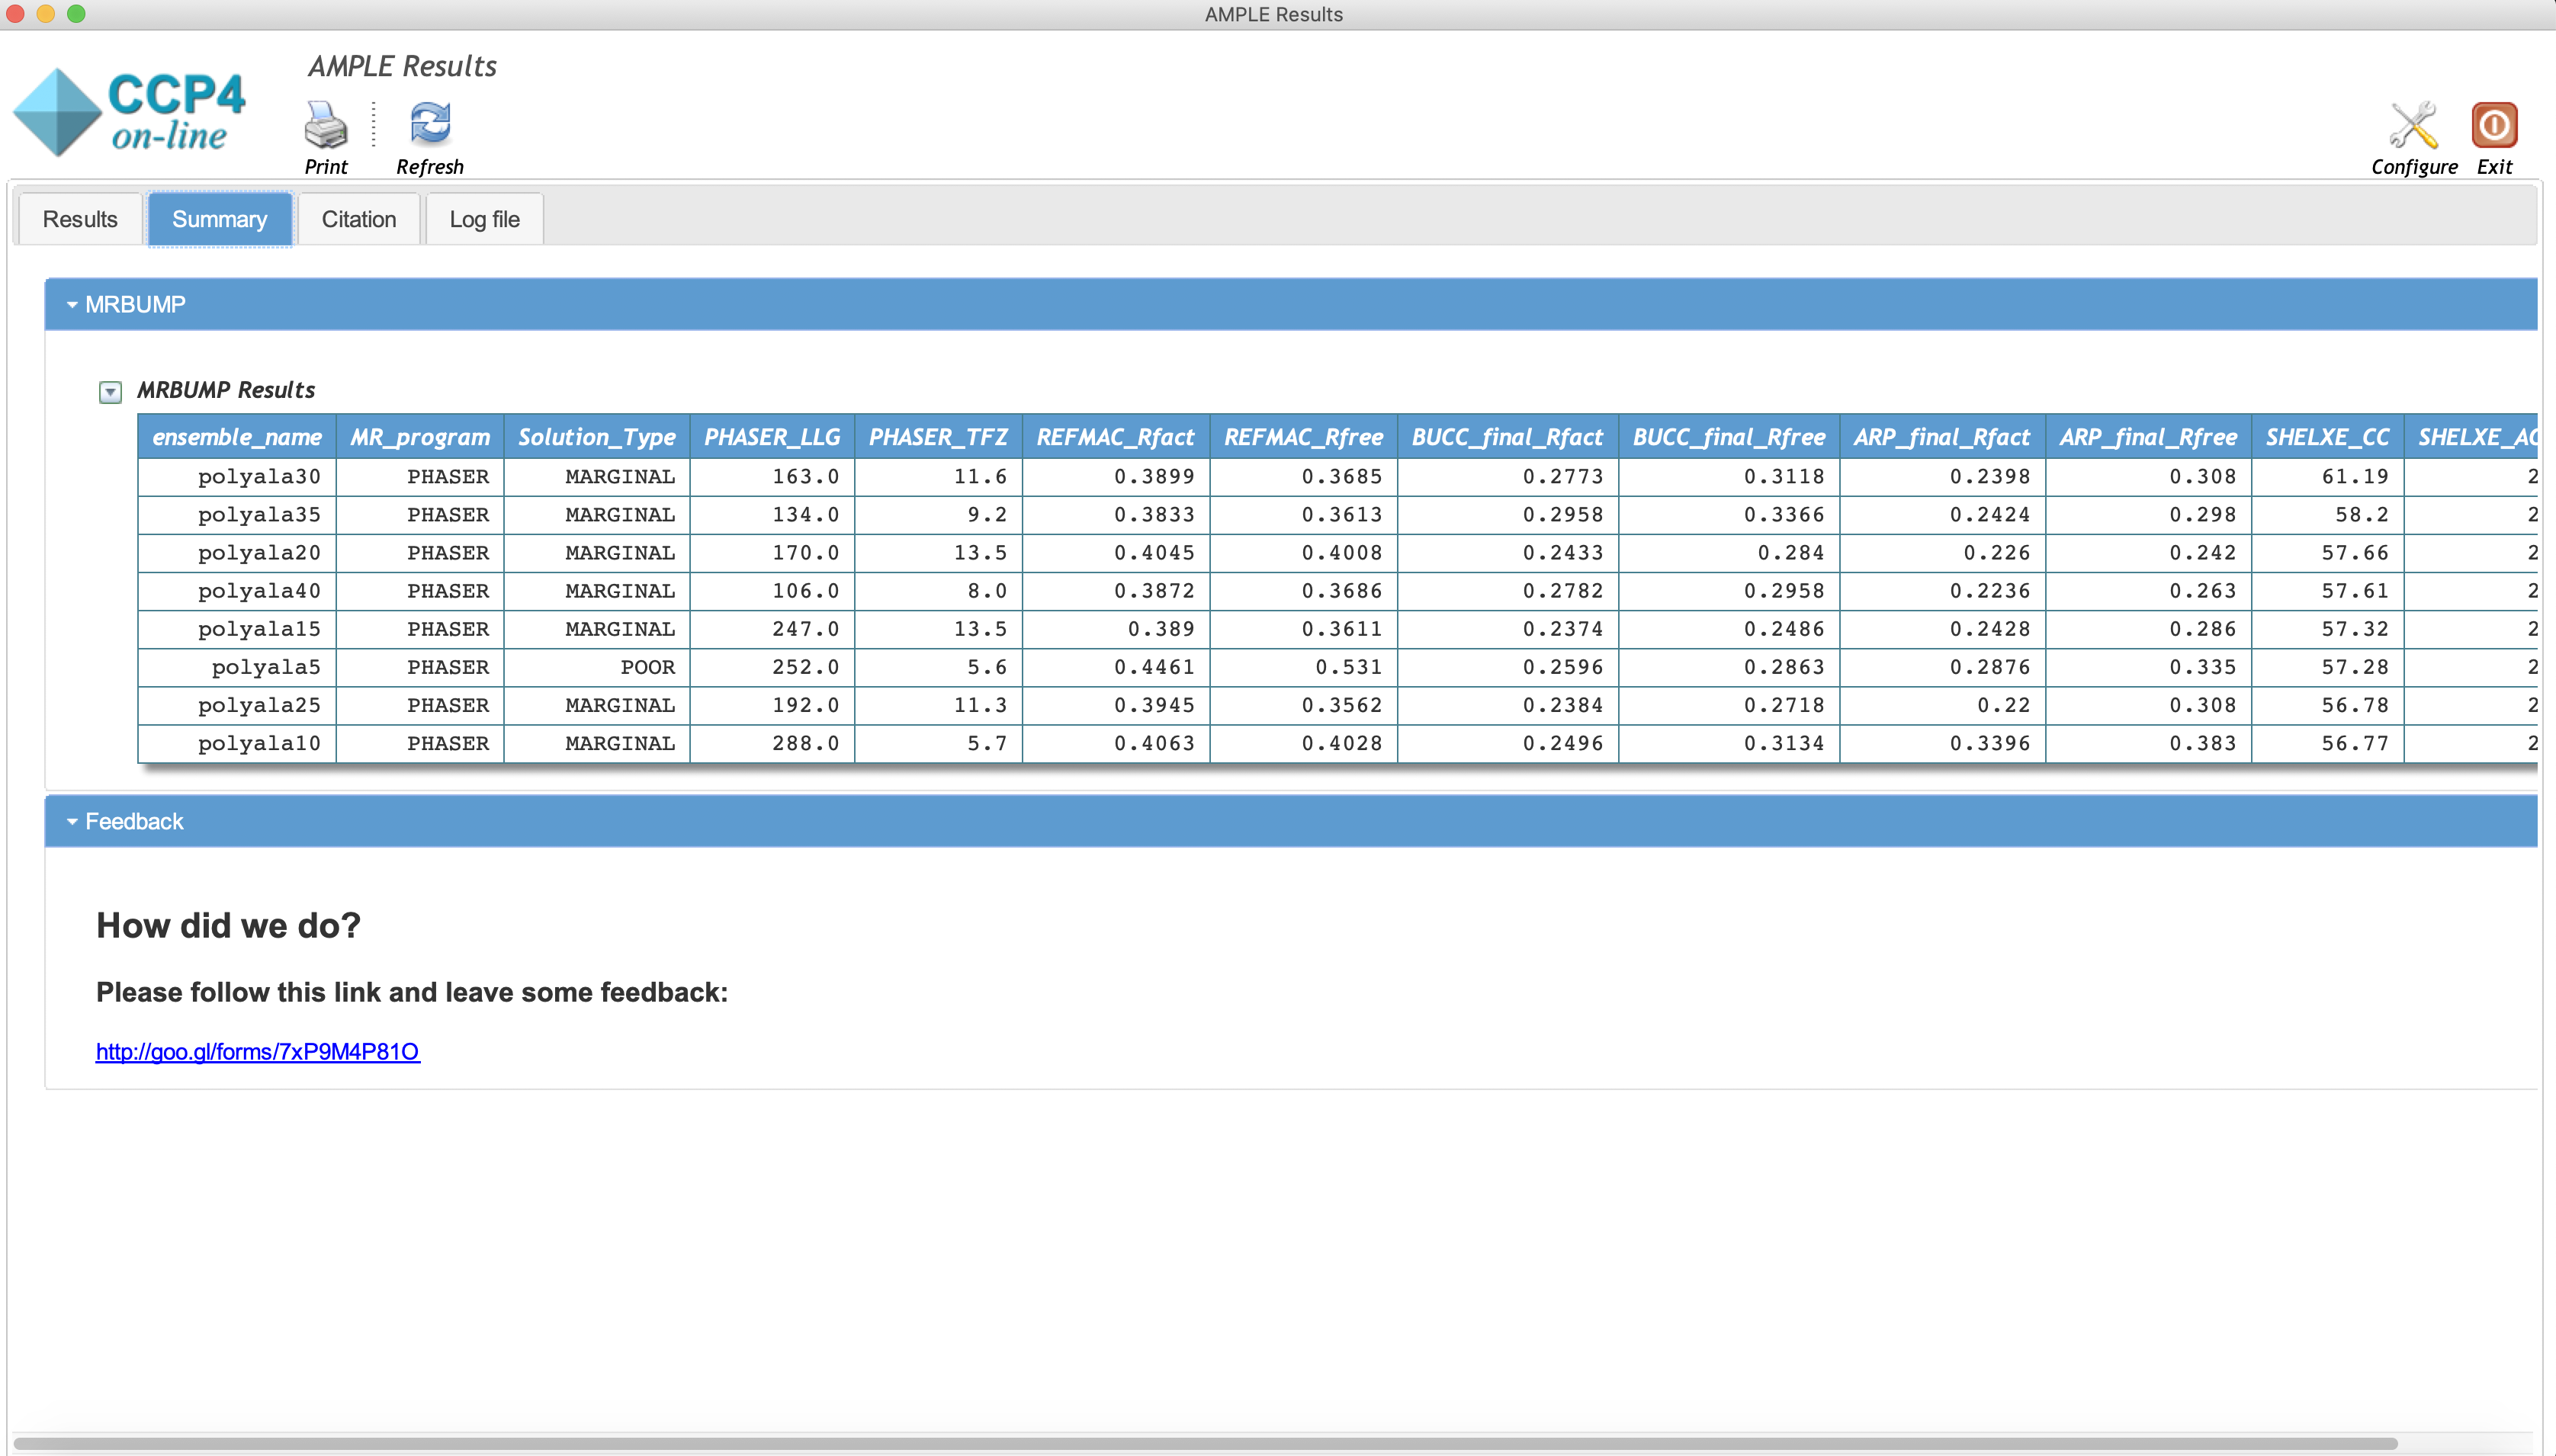 AMPLE Results
CCP4
on-line
AMPLE Results
Print Refresh Configure Exit
Results Summary Citation Log file
MRBUMP
MRBUMP Results
ensemble_name MR_program Solution_Type PHASER_LLG PHASER_TFZ REFMAC_Rfact REFMAC_Rfree BUCC_final_Rfact BUCC_final_Rfree ARP_final_Rfact ARP_final_Rfree SHELXE_CC SHELXE_AC
polyala30 PHASER MARGINAL 163.0 11.6 0.3899 0.3685 0.2773 0.3118 0.2398 0.308 61.19 2
polyala35 PHASER MARGINAL 134.0 9.2 0.3833 0.3613 0.2958 0.3366 0.2424 0.298 58.2 2
polyala20 PHASER MARGINAL 170.0 13.5 0.4045 0.4008 0.2433 0.284 0.226 0.242 57.66 2
polyala40 PHASER MARGINAL 106.0 8.0 0.3872 0.3686 0.2782 0.2958 0.2236 0.263 57.61 2
polyala15 PHASER MARGINAL 247.0 13.5 0.389 0.3611 0.2374 0.2486 0.2428 0.286 57.32 2
polyala5 PHASER POOR 252.0 5.6 0.4461 0.531 0.2596 0.2863 0.2876 0.335 57.28 2
polyala25 PHASER MARGINAL 192.0 11.3 0.3945 0.3562 0.2384 0.2718 0.22 0.308 56.78 2
polyala10 PHASER MARGINAL 288.0 5.7 0.4063 0.4028 0.2496 0.3134 0.3396 0.383 56.77 2
Feedback
How did we do?
Please follow this link and leave some feedback:
http://goo.gl/forms/7xP9M4P81O